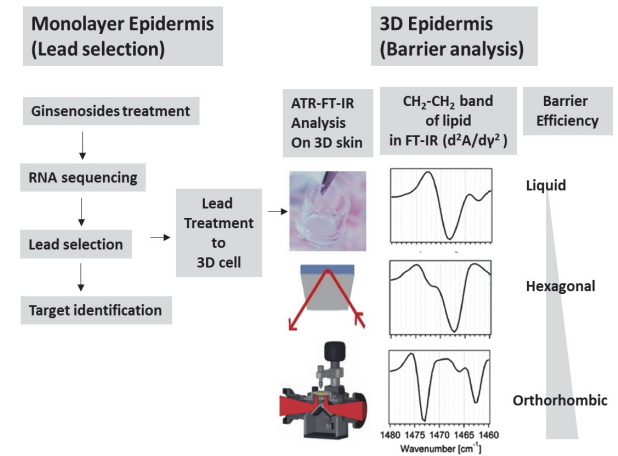 Monolayer Epidermis
(Lead selection)
3D Epidermis
(Barrier analysis)
Ginsenosides treatment
RNA sequencing
Lead selection
Target identification
Lead
Treatment
to
3D cell
ATR-FT-IR
Analysis
On 3D skin
CH₂-CH₂ band
of lipid
in FT-IR (d²A/dγ² )
Barrier
Efficiency
Liquid
Hexagonal
Orthorhombic
1480 1475 1470 1465 1460
Wavenumber [cm⁻¹]